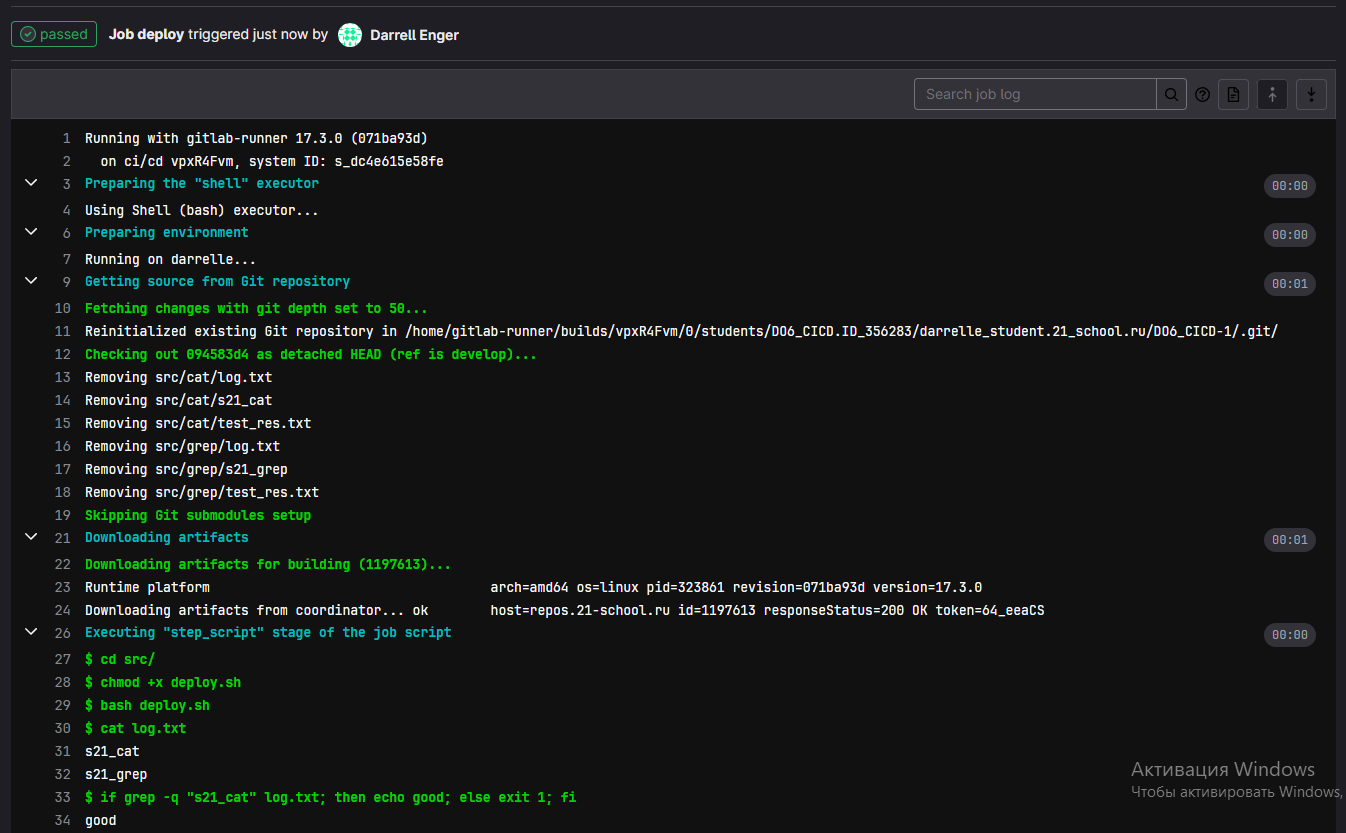 passed Job deploy triggered just now by Darrell Enger
Search job log
1 Running with gitlab-runner 17.3.0 (071ba93d)
2 on ci/cd vpxR4Fvm, system ID: s_dc4e615e58fe
3 Preparing the "shell" executor 00:00
4 Using Shell (bash) executor...
6 Preparing environment 00:00
7 Running on darrelle...
9 Getting source from Git repository 00:01
10 Fetching changes with git depth set to 50...
11 Reinitialized existing Git repository in /home/gitlab-runner/builds/vpxR4Fvm/0/students/DO6_CICD.ID_356283/darrelle_student.21_school.ru/DO6_CICD-1/.git/
12 Checking out 094583d4 as detached HEAD (ref is develop)...
13 Removing src/cat/log.txt
14 Removing src/cat/s21_cat
15 Removing src/cat/test_res.txt
16 Removing src/grep/log.txt
17 Removing src/grep/s21_grep
18 Removing src/grep/test_res.txt
19 Skipping Git submodules setup
21 Downloading artifacts 00:01
22 Downloading artifacts for building (1197613)...
23 Runtime platform arch=amd64 os=linux pid=323861 revision=071ba93d version=17.3.0
24 Downloading artifacts from coordinator... ok host=repos.21-school.ru id=1197613 responseStatus=200 OK token=64_eeaCS
26 Executing "step_script" stage of the job script 00:00
27 $ cd src/
28 $ chmod +x deploy.sh
29 $ bash deploy.sh
30 $ cat log.txt
31 s21_cat
32 s21_grep
33 $ if grep -q "s21_cat" log.txt; then echo good; else exit 1; fi
34 good
Активация Windows
Чтобы активировать Windows,